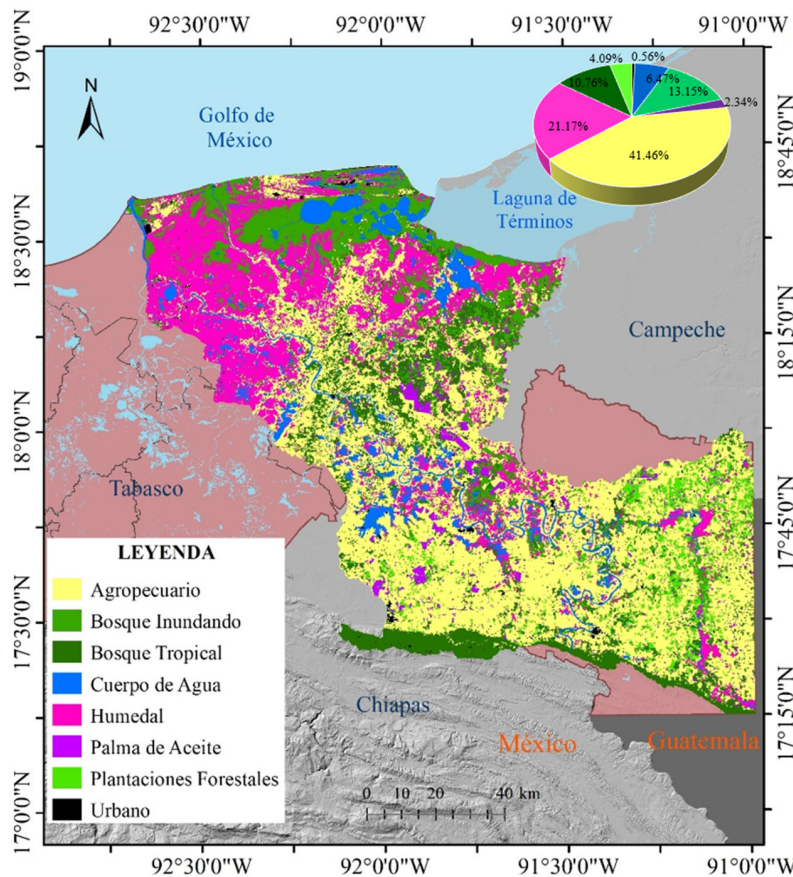 92°30'0"W
92°00'0"W
91°30'0"W
91°00'0"W
19°0'0"N
18°30'0"N
18°0'0"N
17°30'0"N
17°0'0"N
18°45'0"N
18°15'0"N
17°45'0"N
17°15'0"N
N
Golfo de
México
4.09%
0.56%
10.76%
6.47%
13.15%
2.34%
21.17%
41.46%
Laguna de
Términos
Campeche
Tabasco
LEYENDA
Agropecuario
Bosque Inundando
Bosque Tropical
Cuerpo de Agua
Humedal
Palma de Aceite
Plantaciones Forestales
Urbano
Chiapas
México
Guatemala
0 10 20 40 km
92°30'0"W
92°00'0"W
91°30'0"W
91°00'0"W